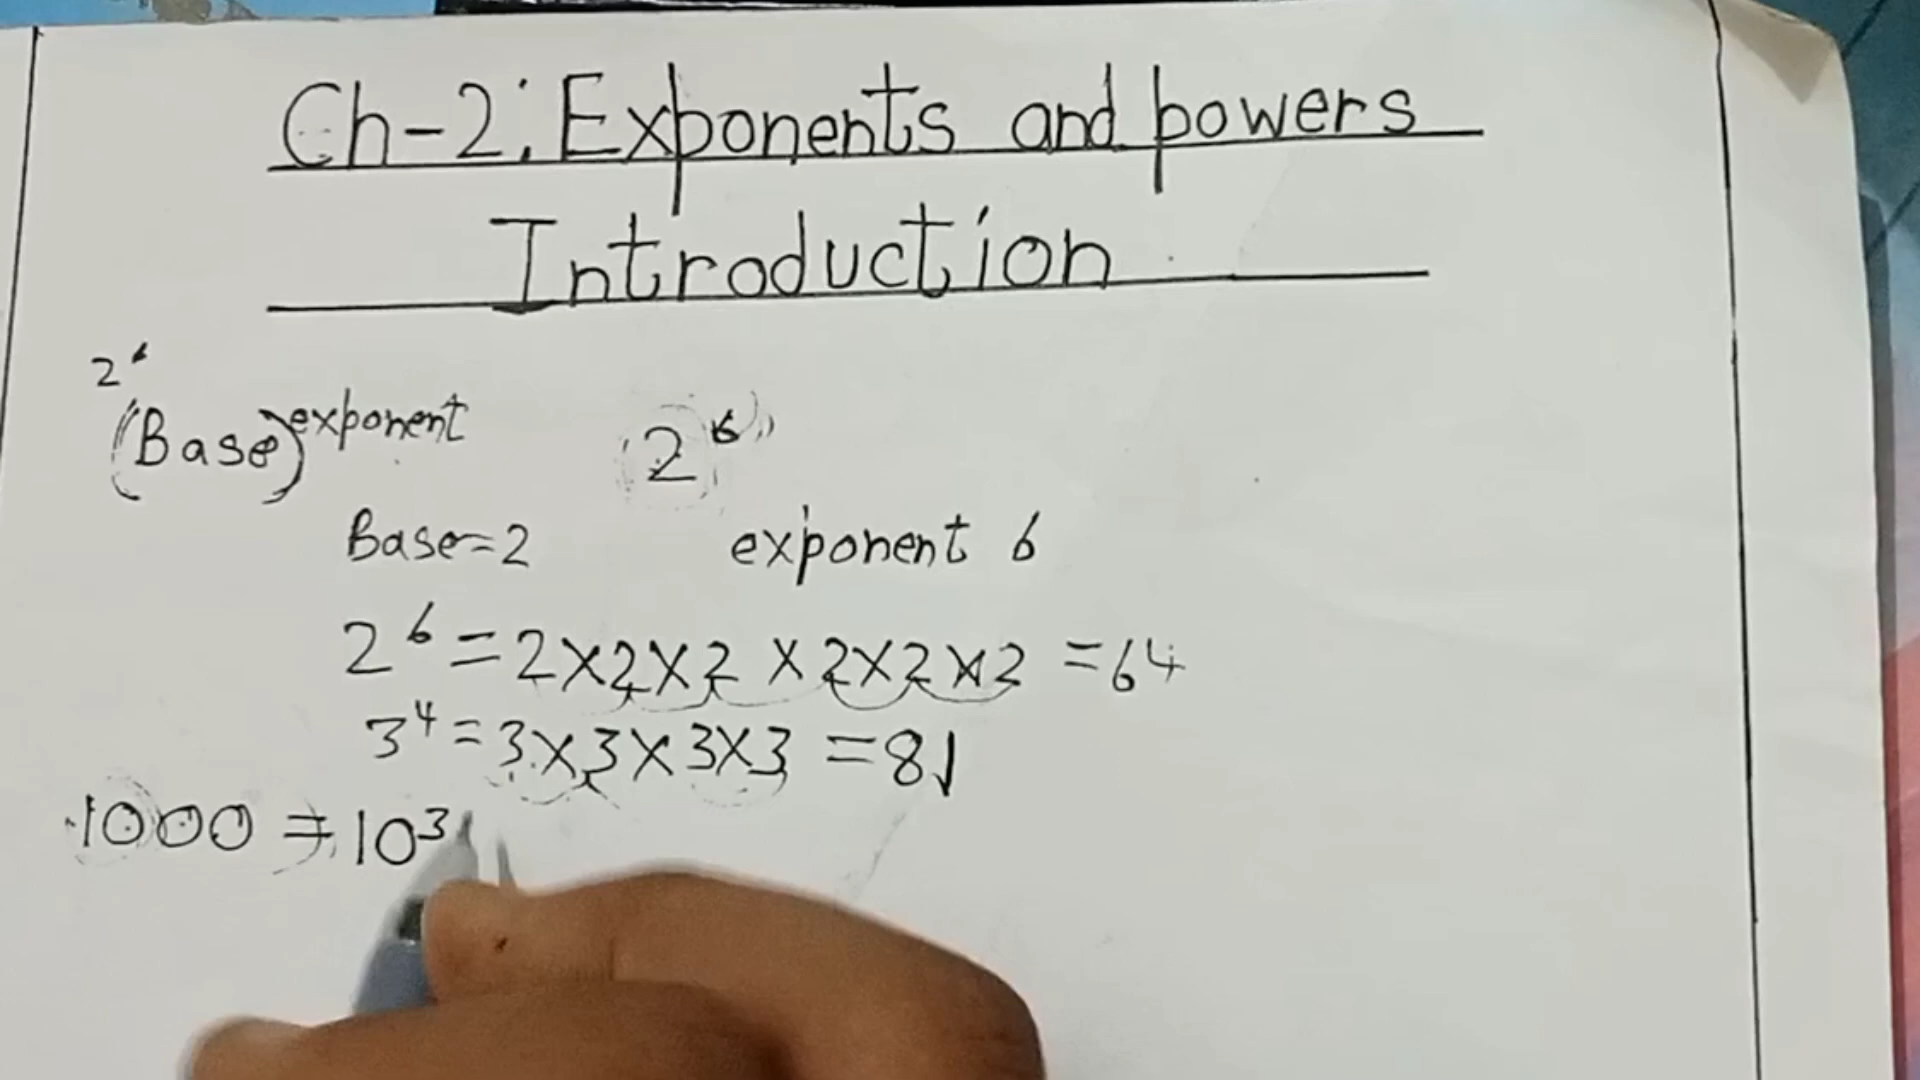 Ch-2: Exponents and powers
Introduction
2⁶
(Base)^exponent 2⁶
Base=2 exponent 6
2⁶ = 2×2×2×2×2×2 = 64
3⁴ = 3×3×3×3 = 81
1000 = 10³